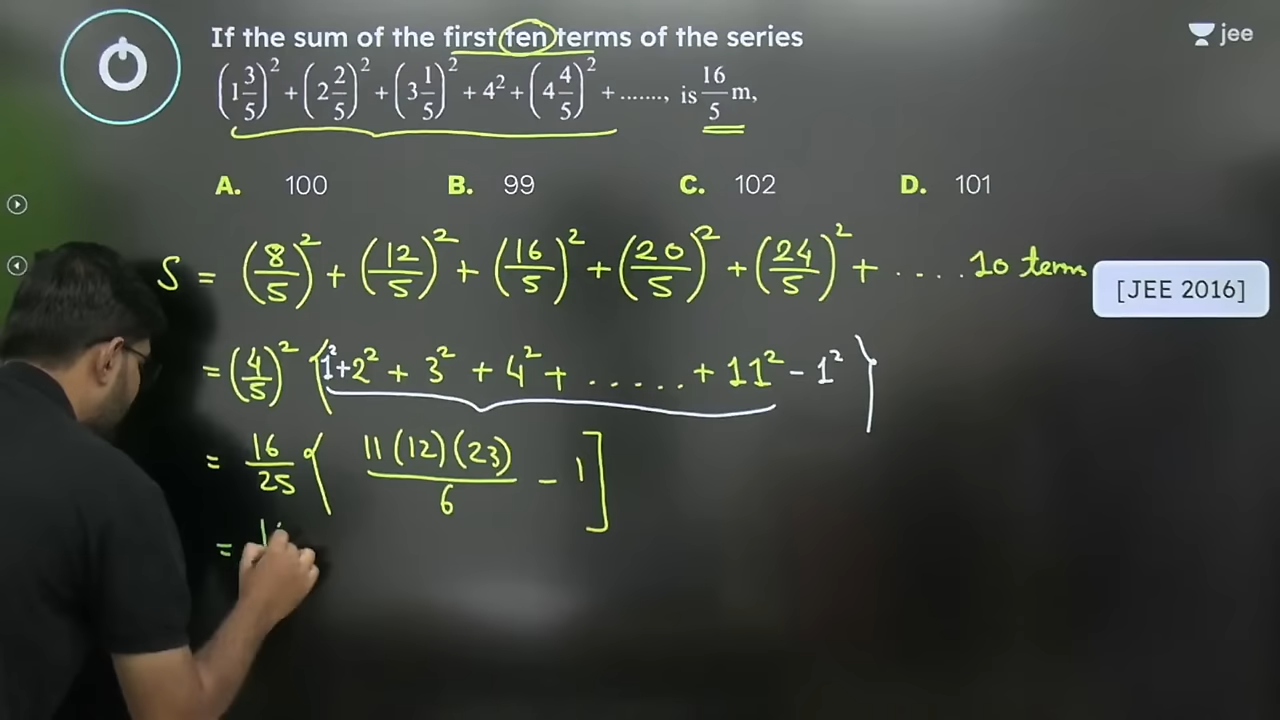 If the sum of the first ten terms of the series
jee
(1 3/5)² + (2 2/5)² + (3 1/5)² + 4² + (4 4/5)² + ......., is 16/5 m,
A. 100 B. 99 C. 102 D. 101
S = (8/5)² + (12/5)² + (16/5)² + (20/5)² + (24/5)² + .... 10 terms
[JEE 2016]
= (4/5)² (1² + 2² + 3² + 4² + ...... + 11² - 1²)
= 16/25 { 11(12)(23)/6 - 1 ]
=